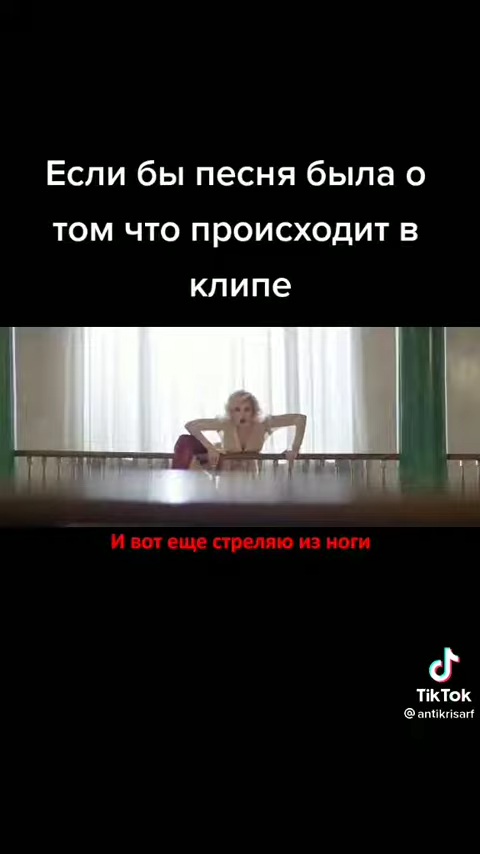 Если бы песня была о
том что происходит в
клипе
И вот еще стреляю из ноги
TikTok
@antikrisarf